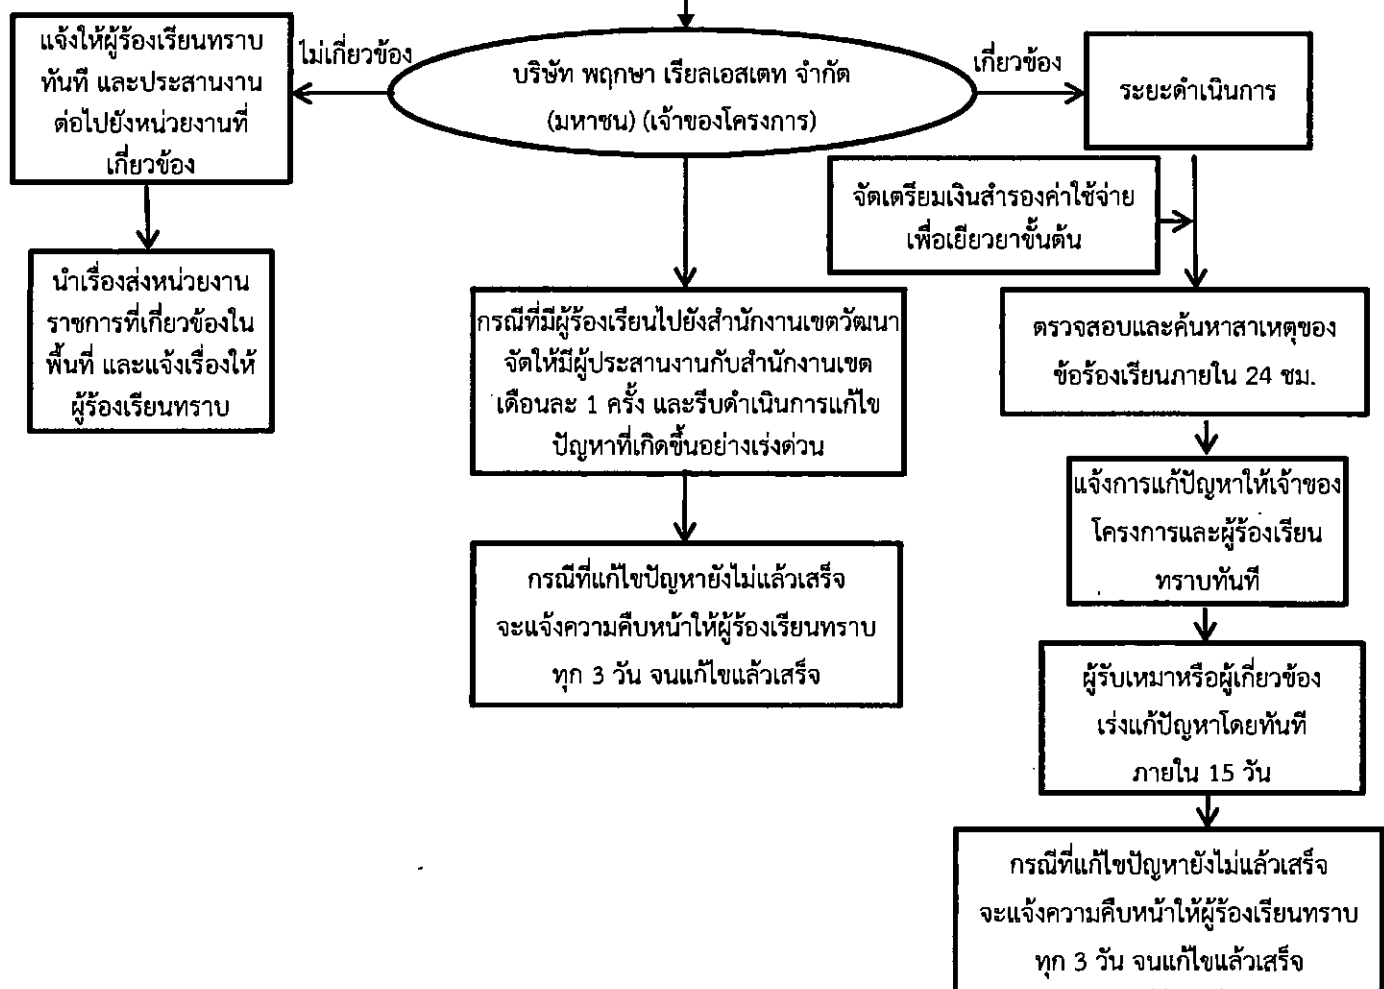 แจ้งให้ผู้ร้องเรียนทราบ
ทันที และประสานงาน
ต่อไปยังหน่วยงานที่
เกี่ยวข้อง
ไม่เกี่ยวข้อง
บริษัท พฤกษา เรียลเอสเตท จำกัด
(มหาชน) (เจ้าของโครงการ)
เกี่ยวข้อง
ระยะดำเนินการ
จัดเตรียมเงินสำรองค่าใช้จ่าย
เพื่อเยียวยาขั้นต้น
นำเรื่องส่งหน่วยงาน
ราชการที่เกี่ยวข้องใน
พื้นที่ และแจ้งเรื่องให้
ผู้ร้องเรียนทราบ
กรณีที่มีผู้ร้องเรียนไปยังสำนักงานเขตวัฒนา
จัดให้มีผู้ประสานงานกับสำนักงานเขต
เดือนละ 1 ครั้ง และรีบดำเนินการแก้ไข
ปัญหาที่เกิดขึ้นอย่างเร่งด่วน
ตรวจสอบและค้นหาสาเหตุของ
ข้อร้องเรียนภายใน 24 ชม.
แจ้งการแก้ปัญหาให้เจ้าของ
โครงการและผู้ร้องเรียน
ทราบทันที
กรณีที่แก้ไขปัญหายังไม่แล้วเสร็จ
จะแจ้งความคืบหน้าให้ผู้ร้องเรียนทราบ
ทุก 3 วัน จนแก้ไขแล้วเสร็จ
ผู้รับเหมาหรือผู้เกี่ยวข้อง
เร่งแก้ปัญหาโดยทันที
ภายใน 15 วัน
กรณีที่แก้ไขปัญหายังไม่แล้วเสร็จ
จะแจ้งความคืบหน้าให้ผู้ร้องเรียนทราบ
ทุก 3 วัน จนแก้ไขแล้วเสร็จ